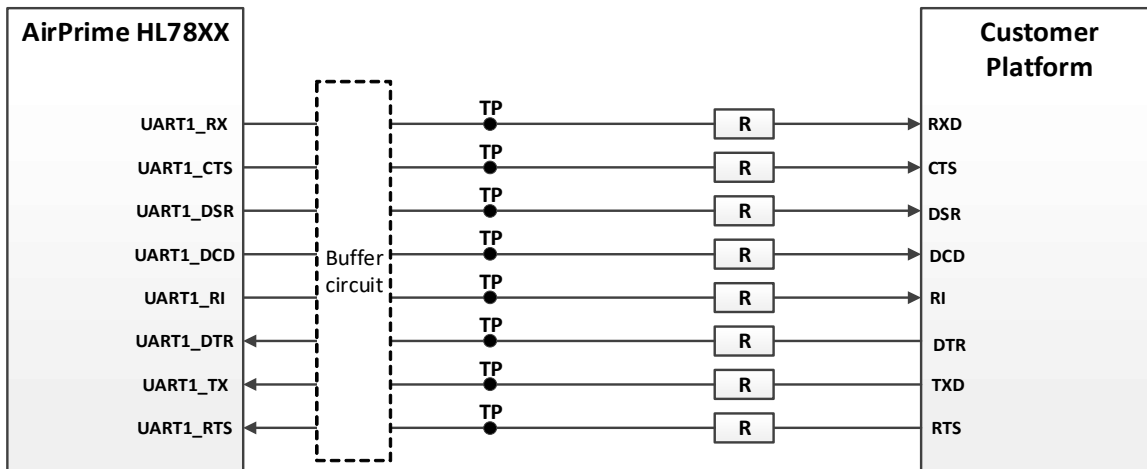 AirPrime HL78XX
Customer
Platform
UART1_RX
TP
R
RXD
UART1_CTS
TP
R
CTS
UART1_DSR
TP
R
DSR
UART1_DCD
TP
R
DCD
Buffer
circuit
UART1_RI
TP
R
RI
UART1_DTR
TP
R
DTR
UART1_TX
TP
R
TXD
UART1_RTS
TP
R
RTS